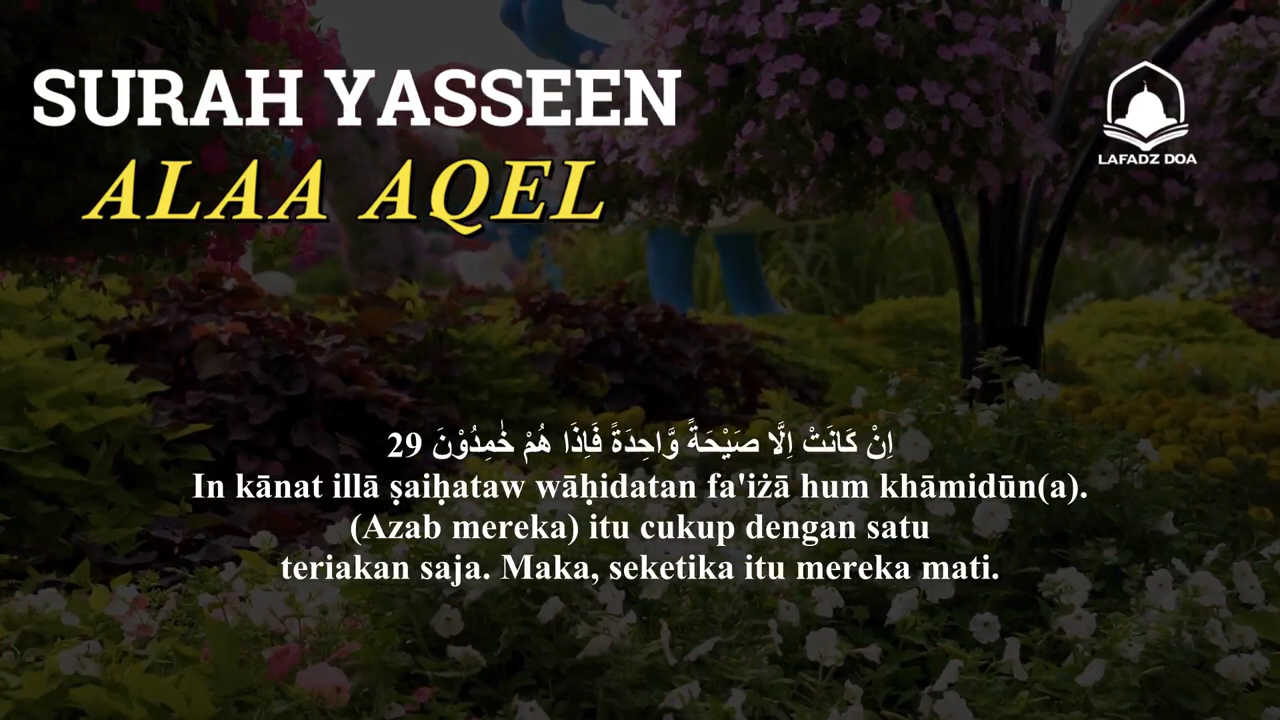 SURAH YASSEEN
ALAA AQEL
LAFADZ DOA
اِنْ كَانَتْ اِلَّا صَيْحَةً وَّاحِدَةً فَاِذَا هُمْ خٰمِدُوْنَ 29
In kānat illā ṣaiḥataw wāḥidatan fa'iżā hum khāmidūn(a).
(Azab mereka) itu cukup dengan satu
teriakan saja. Maka, seketika itu mereka mati.